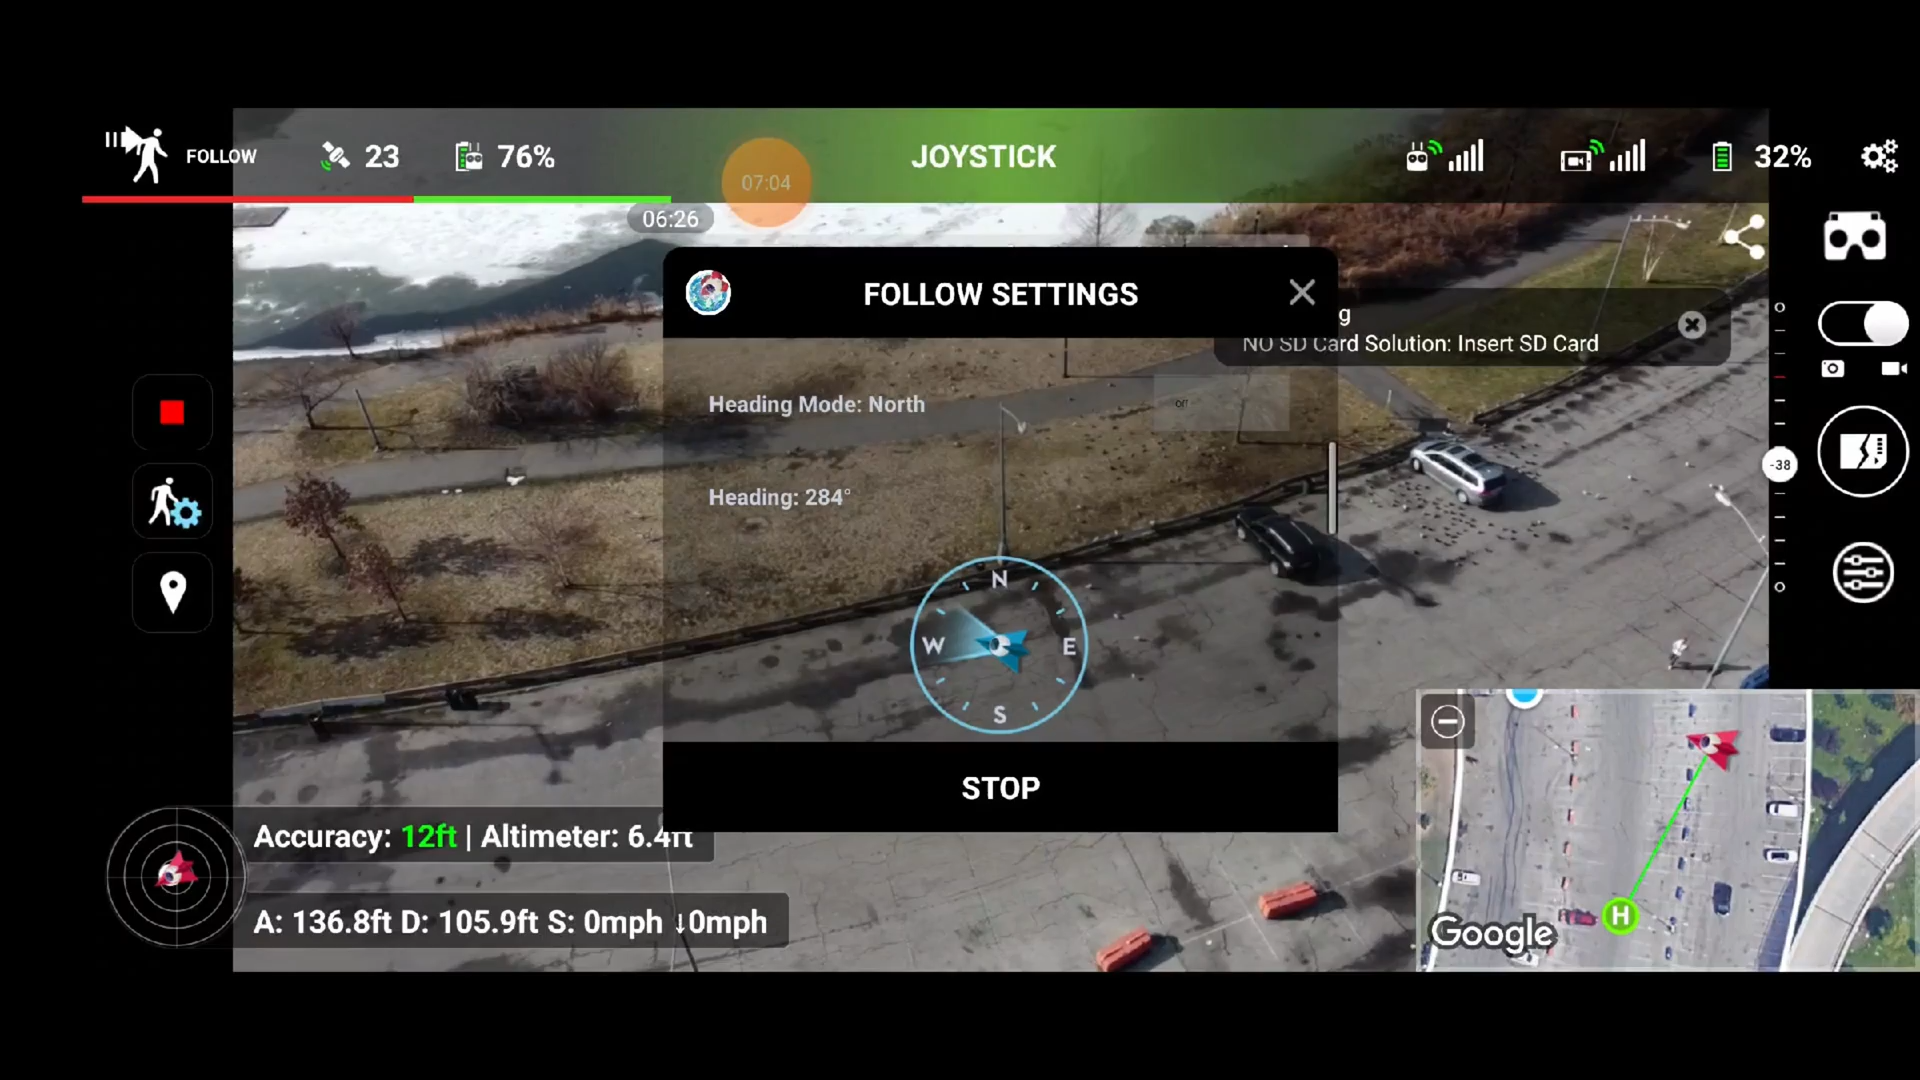 FOLLOW
23
76%
07:04
JOYSTICK
32%
06:26
FOLLOW SETTINGS
g
NO SD Card Solution: Insert SD Card
Heading Mode: North
Off
Heading: 284°
-38
N
W
E
S
STOP
Accuracy: 12ft | Altimeter: 6.4ft
A: 136.8ft D: 105.9ft S: 0mph ↓0mph
H
Google